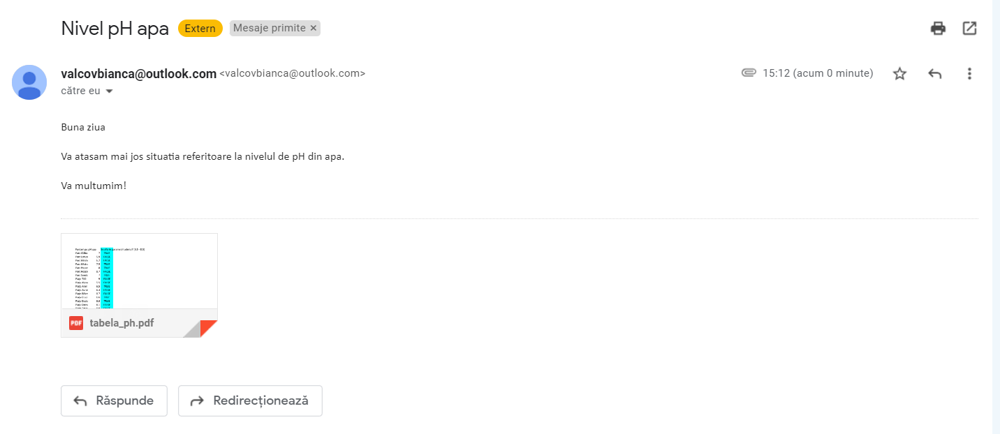 Nivel pH apa Extern Mesaje primite ×
valcovbianca@outlook.com <valcovbianca@outlook.com> 15:12 (acum 0 minute)
către eu
Buna ziua
Va atasam mai jos situatia referitoare la nivelul de pH din apa.
Va multumim!
PDF tabela_ph.pdf
Răspunde Redirecționează